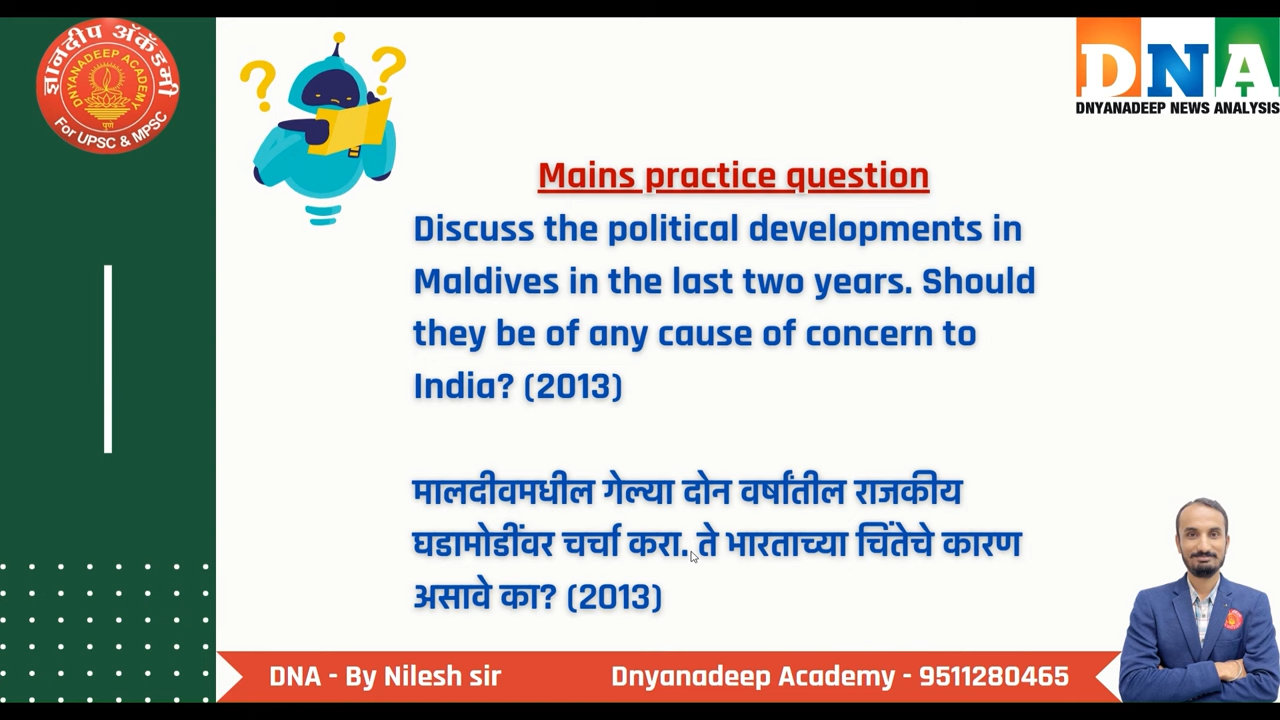 ज्ञानदीप अ‍ॅकॅडमी
DNYANADEEP ACADEMY
पुणे
For UPSC & MPSC
DNA
DNYANADEEP NEWS ANALYSIS
? ?
Mains practice question
Discuss the political developments in
Maldives in the last two years. Should
they be of any cause of concern to
India? (2013)
मालदीवमधील गेल्या दोन वर्षांतील राजकीय
घडामोडींवर चर्चा करा. ते भारताच्या चिंतेचे कारण
असावे का? (2013)
DNA - By Nilesh sir
Dnyanadeep Academy - 9511280465